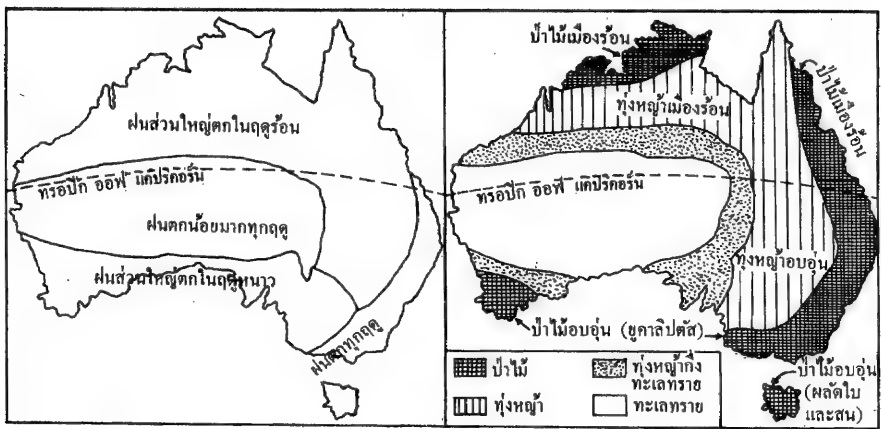 ฝนส่วนใหญ่ตกในฤดูร้อน
ทรอปิก ออฟ แคปริคอร์น
ฝนตกน้อยมากทุกฤดู
ฝนส่วนใหญ่ตกในฤดูหนาว
ฝนตกทุกฤดู
ป่าไม้เมืองร้อน
ป่าไม้เมืองร้อน
ทุ่งหญ้าเมืองร้อน
ทรอปิก ออฟ แคปริคอร์น
ทุ่งหญ้าอบอุ่น
ป่าไม้อบอุ่น (ยูคาลิปตัส)
ป่าไม้อบอุ่น
(ผลัดใบ
และสน)
ป่าไม้
ทุ่งหญ้ากึ่ง
ทะเลทราย
ทุ่งหญ้า
ทะเลทราย